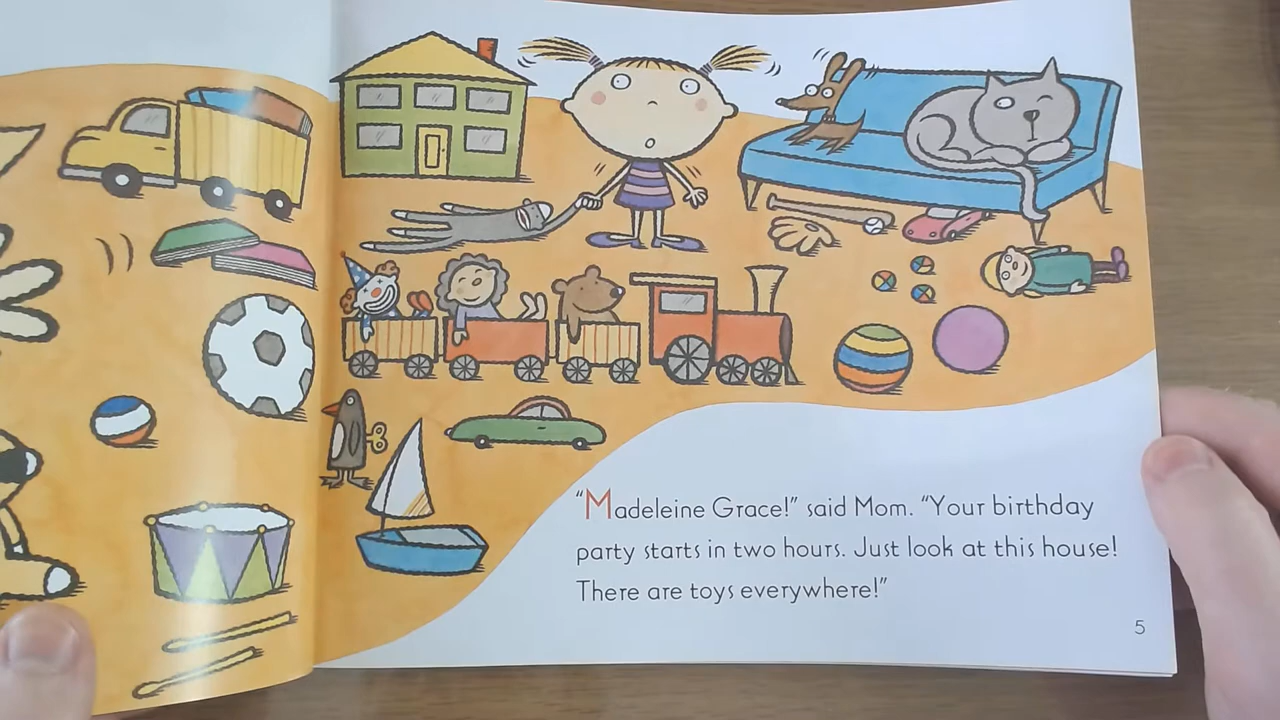 “Madeleine Grace!” said Mom. “Your birthday
party starts in two hours. Just look at this house!
There are toys everywhere!”
5